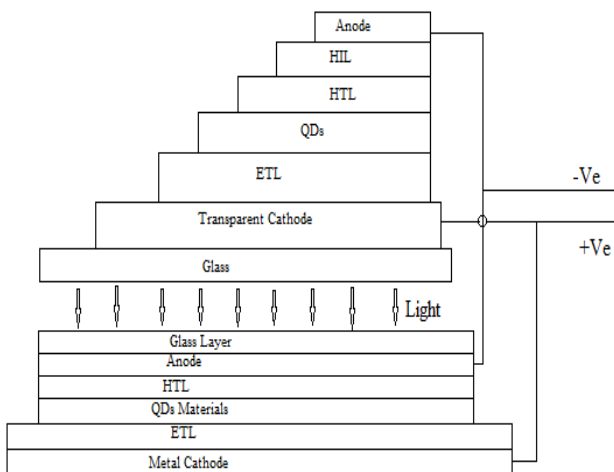 Anode
HIL
HTL
QDs
ETL
-Ve
Transparent Cathode
+Ve
Glass
Light
Glass Layer
Anode
HTL
QDs Materials
ETL
Metal Cathode